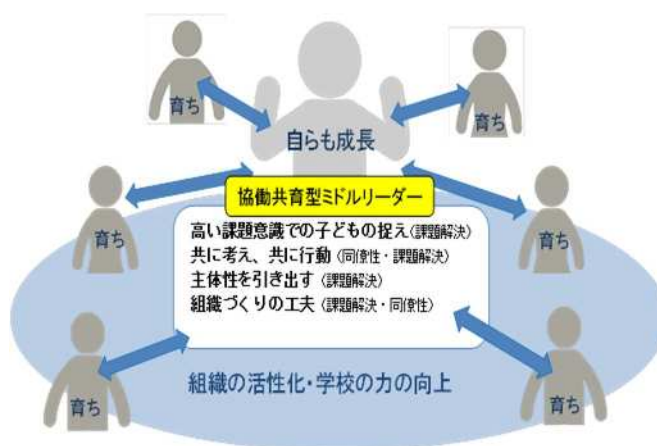 育ち
育ち
自らも成長
協働共育型ミドルリーダー
育ち
育ち
高い課題意識での子どもの捉え(課題解決)
共に考え、共に行動(同僚性・課題解決)
主体性を引き出す(課題解決)
組織づくりの工夫(課題解決・同僚性)
育ち
育ち
組織の活性化・学校の力の向上